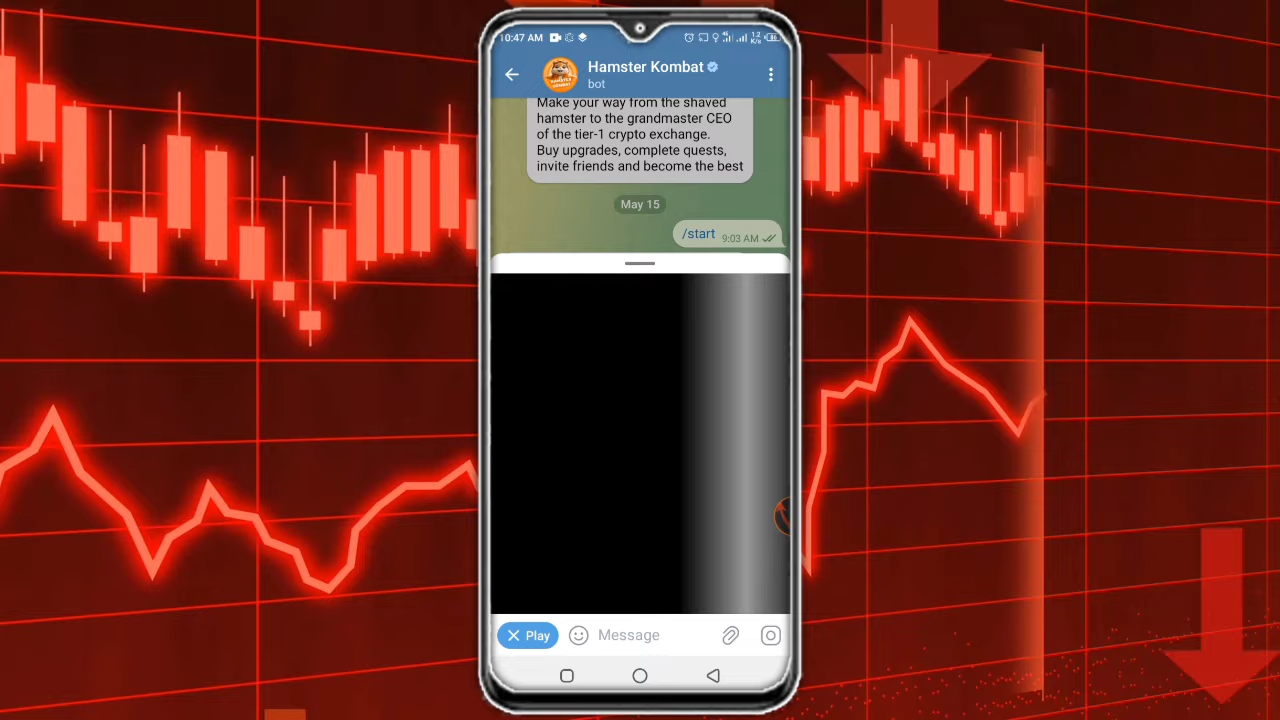 10:47 AM
Hamster Kombat
bot
Make your way from the shaved
hamster to the grandmaster CEO
of the tier-1 crypto exchange.
Buy upgrades, complete quests,
invite friends and become the best
May 15
/start 9:03 AM
Play
Message